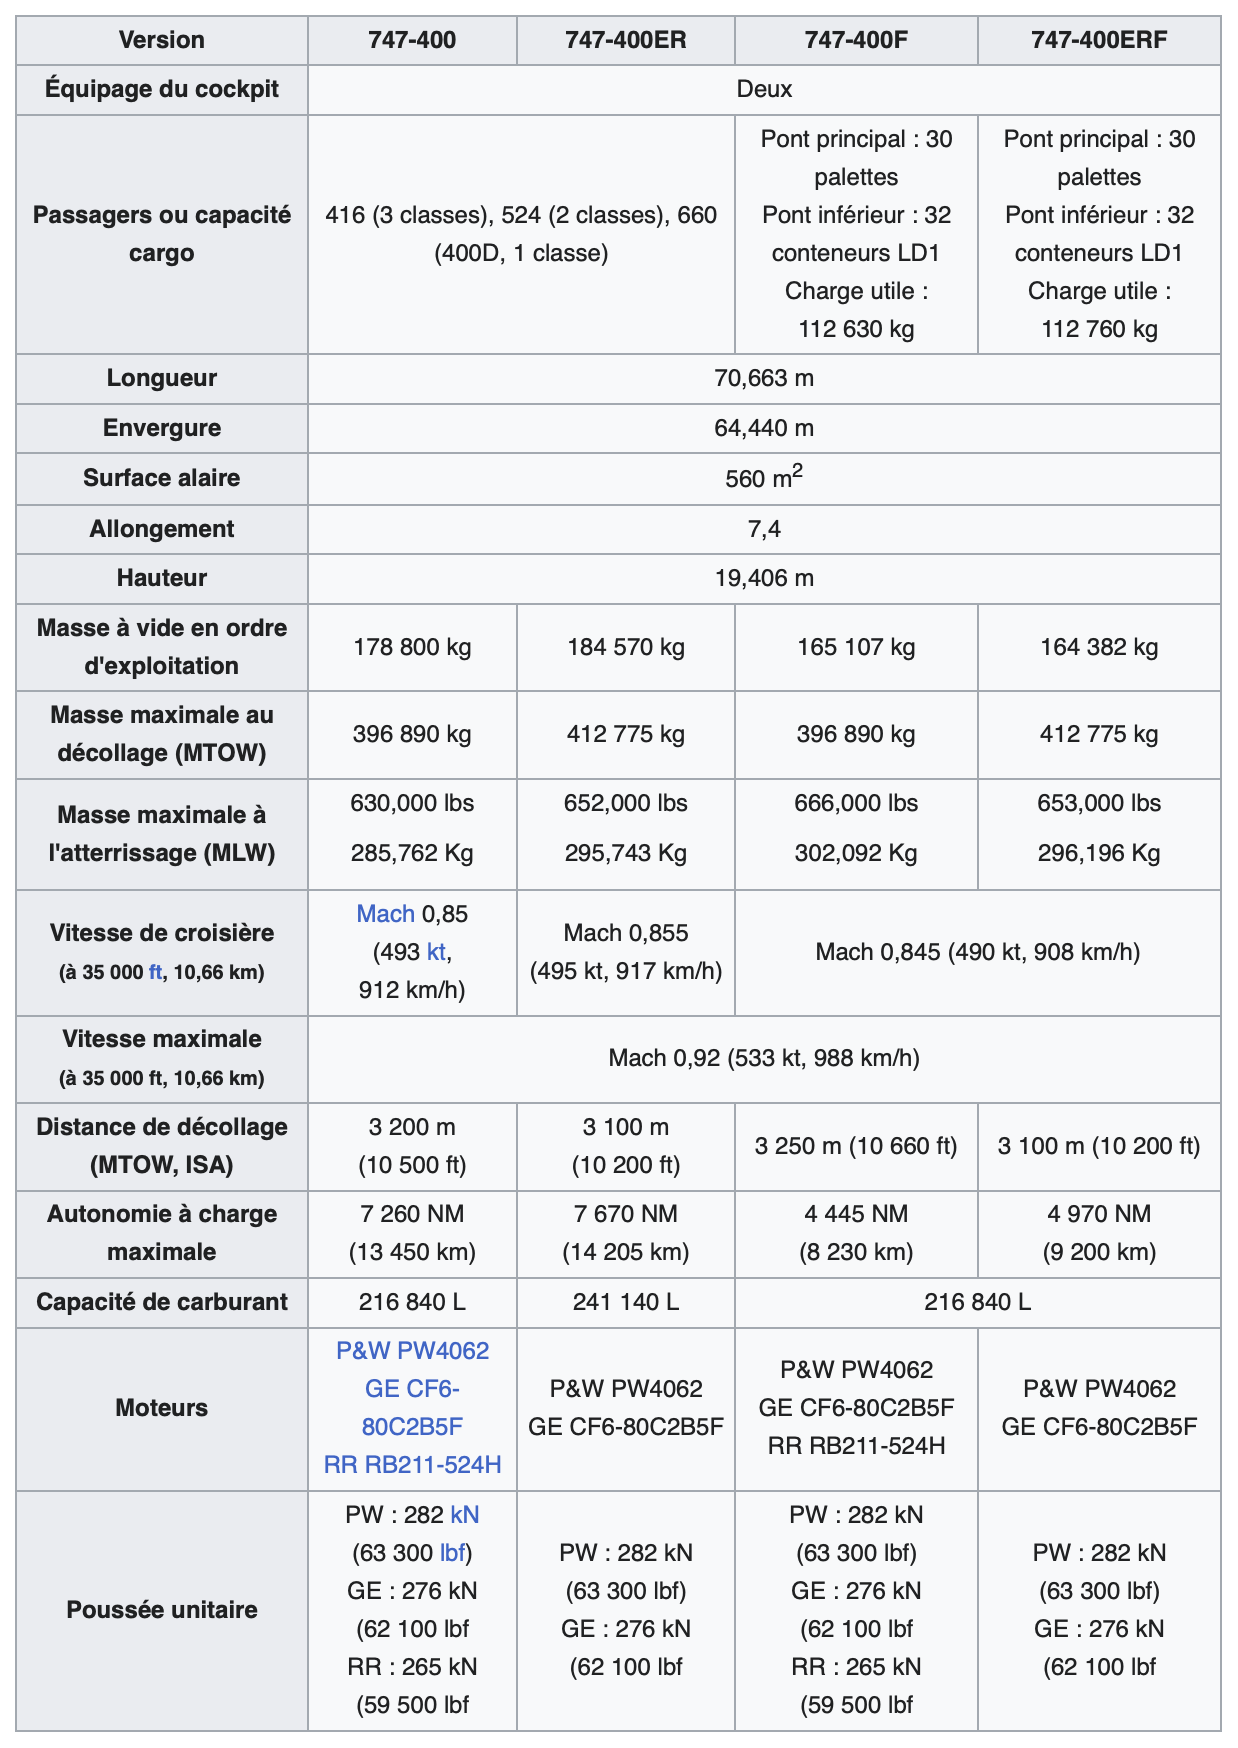 Version 747-400 747-400ER 747-400F 747-400ERF
Équipage du cockpit Deux
Passagers ou capacité
cargo
416 (3 classes), 524 (2 classes), 660
(400D, 1 classe)
Pont principal : 30
palettes
Pont inférieur : 32
conteneurs LD1
Charge utile :
112 630 kg
Pont principal : 30
palettes
Pont inférieur : 32
conteneurs LD1
Charge utile :
112 760 kg
Longueur 70,663 m
Envergure 64,440 m
Surface alaire 560 m²
Allongement 7,4
Hauteur 19,406 m
Masse à vide en ordre
d'exploitation
178 800 kg 184 570 kg 165 107 kg 164 382 kg
Masse maximale au
décollage (MTOW)
396 890 kg 412 775 kg 396 890 kg 412 775 kg
Masse maximale à
l'atterrissage (MLW)
630,000 lbs
285,762 Kg
652,000 lbs
295,743 Kg
666,000 lbs
302,092 Kg
653,000 lbs
296,196 Kg
Vitesse de croisière
(à 35 000 ft, 10,66 km)
Mach 0,85
(493 kt,
912 km/h)
Mach 0,855
(495 kt, 917 km/h)
Mach 0,845 (490 kt, 908 km/h)
Vitesse maximale
(à 35 000 ft, 10,66 km)
Mach 0,92 (533 kt, 988 km/h)
Distance de décollage
(MTOW, ISA)
3 200 m
(10 500 ft)
3 100 m
(10 200 ft)
3 250 m (10 660 ft)
3 100 m (10 200 ft)
Autonomie à charge
maximale
7 260 NM
(13 450 km)
7 670 NM
(14 205 km)
4 445 NM
(8 230 km)
4 970 NM
(9 200 km)
Capacité de carburant 216 840 L 241 140 L 216 840 L
Moteurs
P&W PW4062
GE CF6-
80C2B5F
RR RB211-524H
P&W PW4062
GE CF6-80C2B5F
P&W PW4062
GE CF6-80C2B5F
RR RB211-524H
P&W PW4062
GE CF6-80C2B5F
Poussée unitaire
PW : 282 kN
(63 300 lbf)
GE : 276 kN
(62 100 lbf
RR : 265 kN
(59 500 lbf
PW : 282 kN
(63 300 lbf)
GE : 276 kN
(62 100 lbf
PW : 282 kN
(63 300 lbf)
GE : 276 kN
(62 100 lbf
RR : 265 kN
(59 500 lbf
PW : 282 kN
(63 300 lbf)
GE : 276 kN
(62 100 lbf